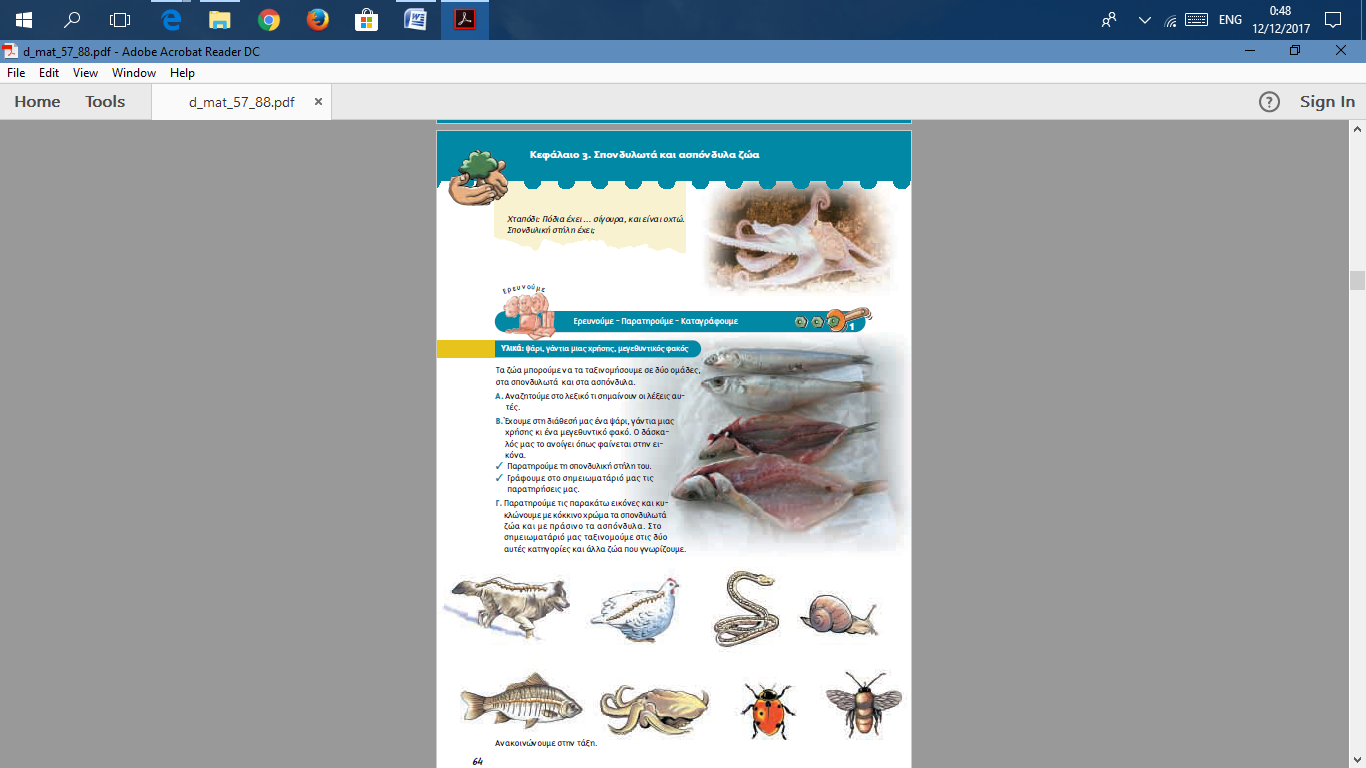 0:48
ENG
12/12/2017
d_mat_57_88.pdf - Adobe Acrobat Reader DC
File Edit View Window Help
Home Tools d_mat_57_88.pdf × ? Sign In
Κεφάλαιο 3. Σπονδυλωτά και ασπόνδυλα ζώα
Χταπόδι: Πόδια έχει ... σίγουρα, και είναι οχτώ.
Σπονδυλική στήλη έχει;
Ερευνούμε
Ερευνούμε - Παρατηρούμε - Καταγράφουμε
1
Υλικά: ψάρι, γάντια μιας χρήσης, μεγεθυντικός φακός
Τα ζώα μπορούμε να τα ταξινομήσουμε σε δύο ομάδες,
στα σπονδυλωτά και στα ασπόνδυλα.
Α. Αναζητούμε στο λεξικό τι σημαίνουν οι λέξεις αυ-
τές.
Β. Έχουμε στη διάθεσή μας ένα ψάρι, γάντια μιας
χρήσης κι ένα μεγεθυντικό φακό. Ο δάσκα-
λός μας το ανοίγει όπως φαίνεται στην ει-
κόνα.
✓ Παρατηρούμε τη σπονδυλική στήλη του.
✓ Γράφουμε στο σημειωματάριό μας τις
παρατηρήσεις μας.
Γ. Παρατηρούμε τις παρακάτω εικόνες και κυ-
κλώνουμε με κόκκινο χρώμα τα σπονδυλωτά
ζώα και με πράσινο τα ασπόνδυλα. Στο
σημειωματάριό μας ταξινομούμε στις δύο
αυτές κατηγορίες και άλλα ζώα που γνωρίζουμε.
Ανακοινώνουμε στην τάξη.
64